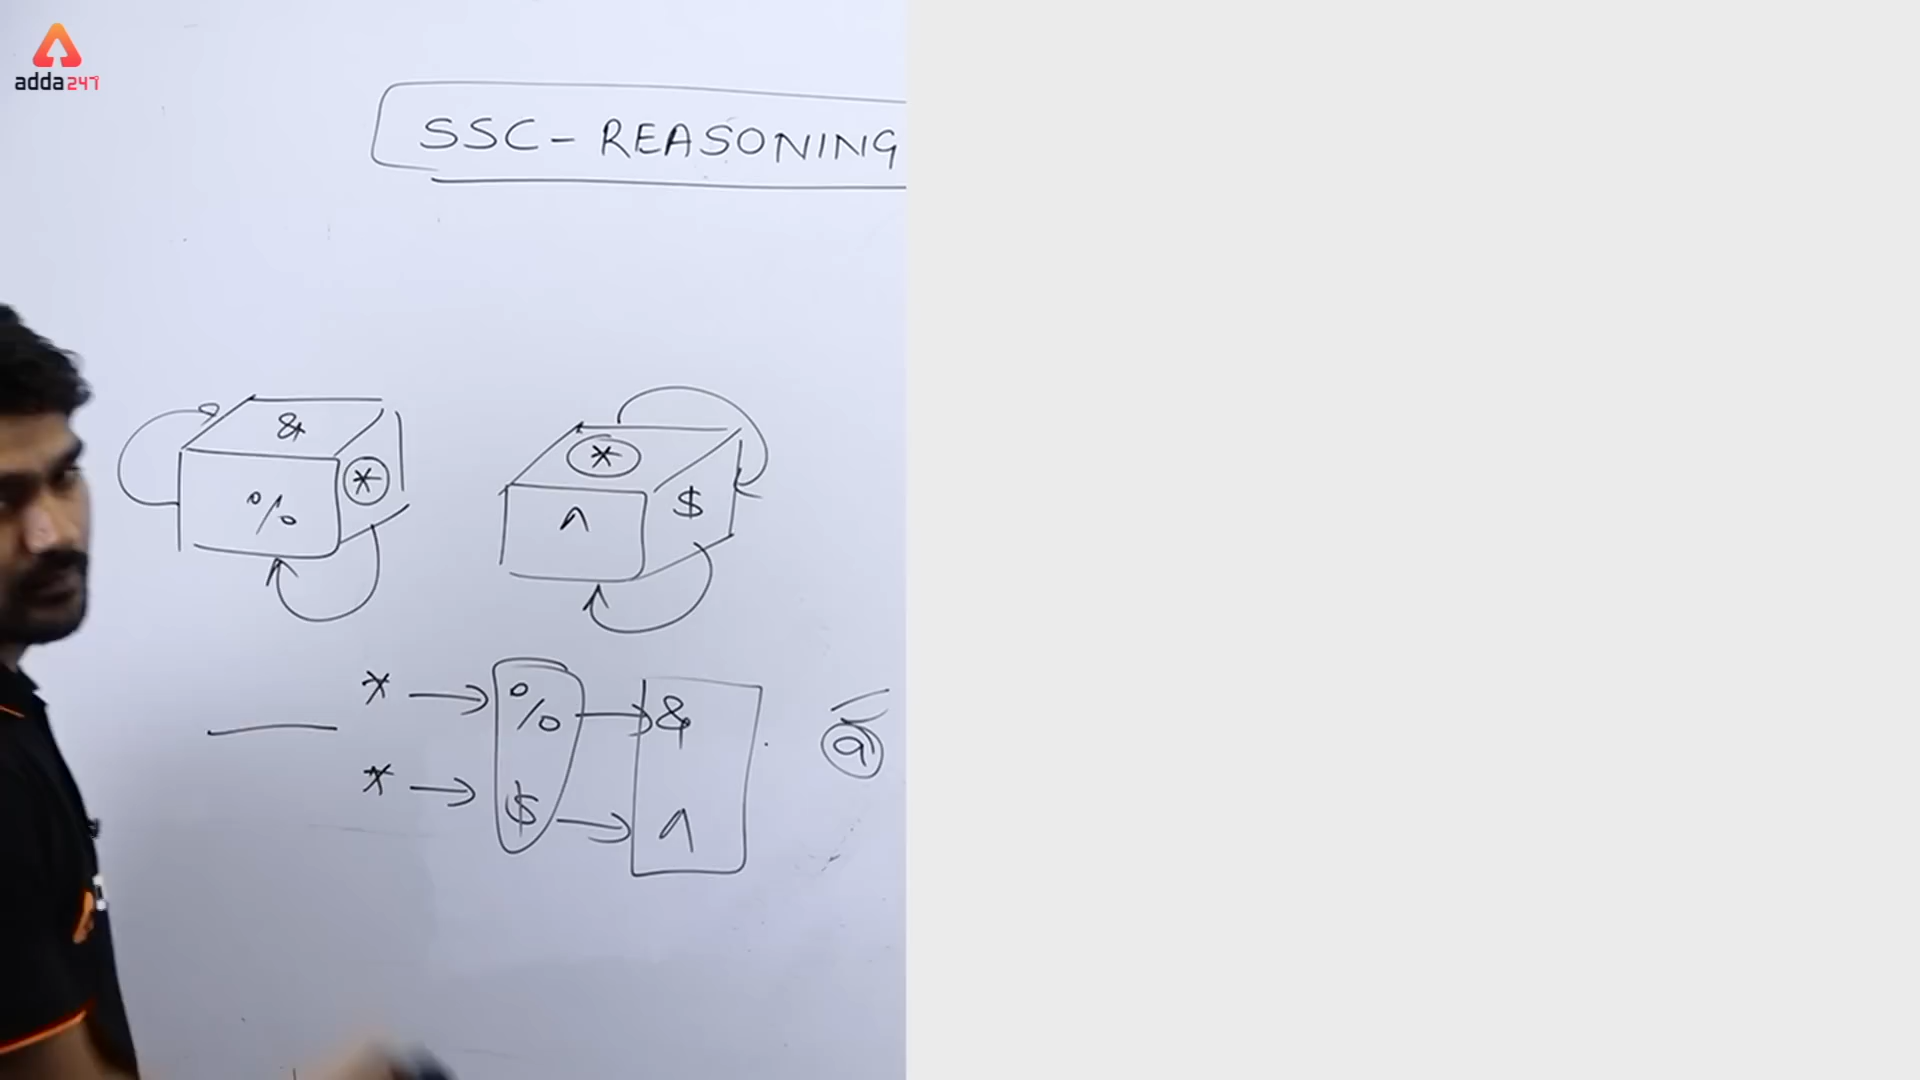 adda247
SSC - REASONING
&
% *
*
^ $
* → % → &
* → $ → ^
a